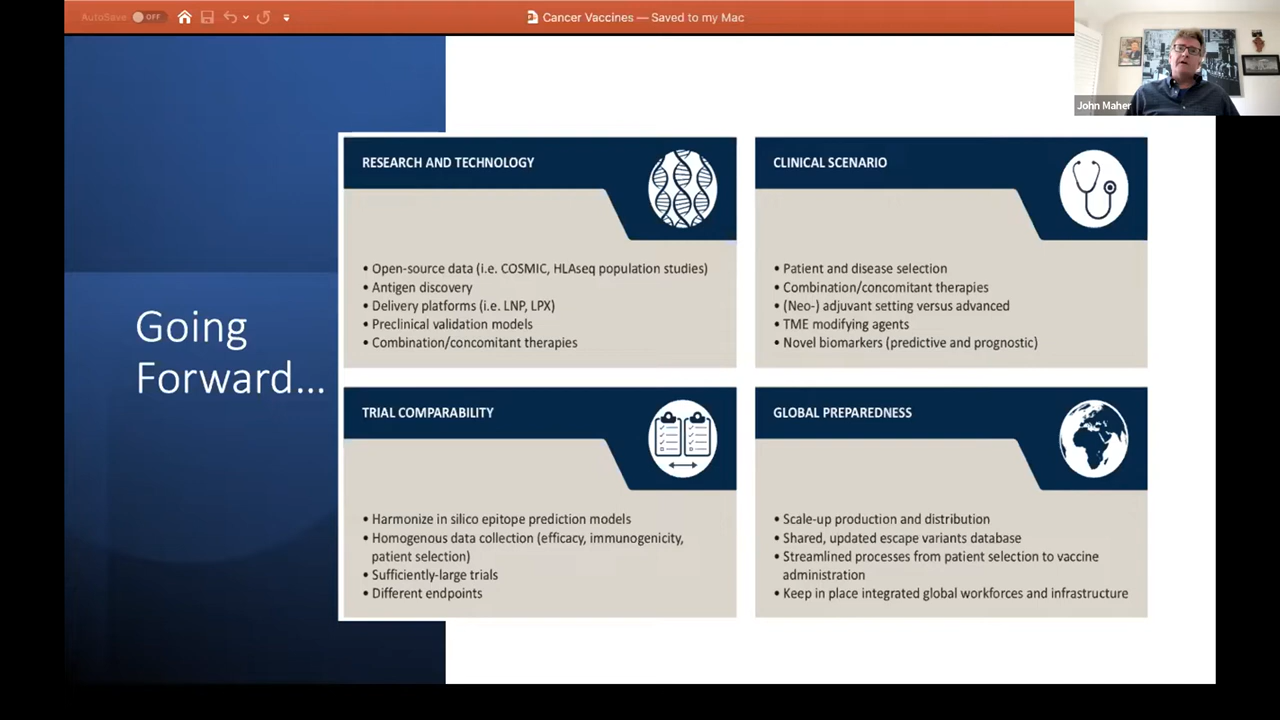 AutoSave OFF
Cancer Vaccines — Saved to my Mac
John Maher
Going
Forward...
RESEARCH AND TECHNOLOGY
• Open-source data (i.e. COSMIC, HLAseq population studies)
• Antigen discovery
• Delivery platforms (i.e. LNP, LPX)
• Preclinical validation models
• Combination/concomitant therapies
CLINICAL SCENARIO
• Patient and disease selection
• Combination/concomitant therapies
• (Neo-) adjuvant setting versus advanced
• TME modifying agents
• Novel biomarkers (predictive and prognostic)
TRIAL COMPARABILITY
• Harmonize in silico epitope prediction models
• Homogenous data collection (efficacy, immunogenicity,
patient selection)
• Sufficiently-large trials
• Different endpoints
GLOBAL PREPAREDNESS
• Scale-up production and distribution
• Shared, updated escape variants database
• Streamlined processes from patient selection to vaccine
administration
• Keep in place integrated global workforces and infrastructure